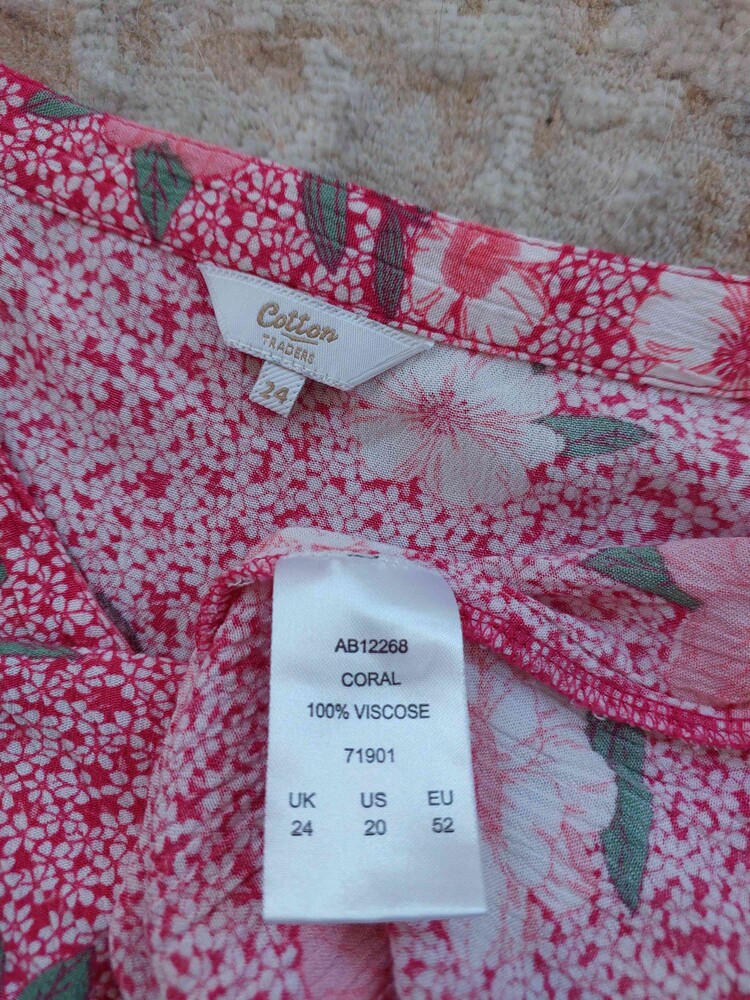 Cotton
TRADERS
24
AB12268
CORAL
100% VISCOSE
71901
UK US EU
24 20 52